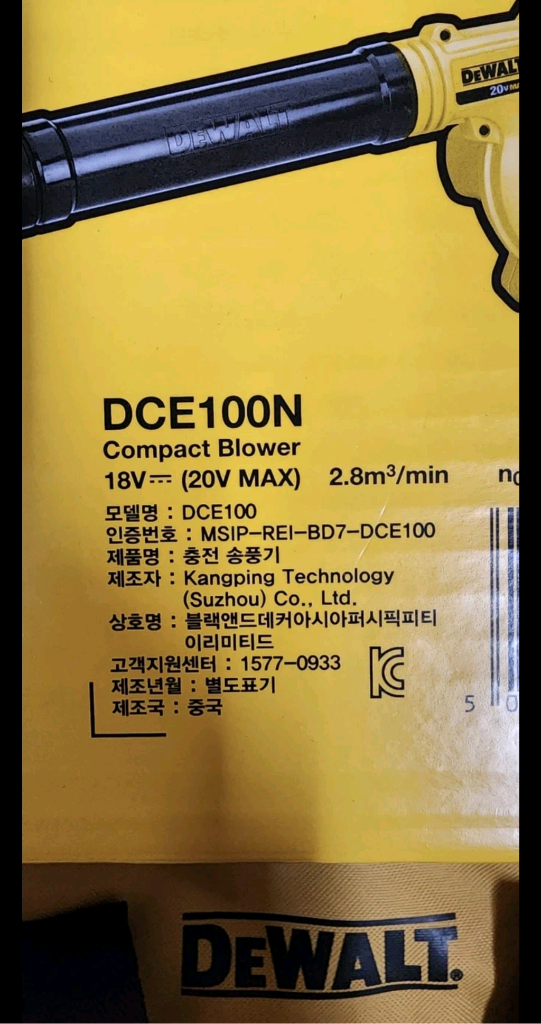 DEWALT
DEWALT
20V MA
DCE100N
Compact Blower
18V⎓ (20V MAX) 2.8m³/min
모델명 : DCE100
인증번호 : MSIP-REI-BD7-DCE100
제품명 : 충전 송풍기
제조자 : Kangping Technology
(Suzhou) Co., Ltd.
상호명 : 블랙앤드데커아시아퍼시픽피티
이리미티드
고객지원센터 : 1577-0933
제조년월 : 별도표기
제조국 : 중국
5 0
DEWALT®